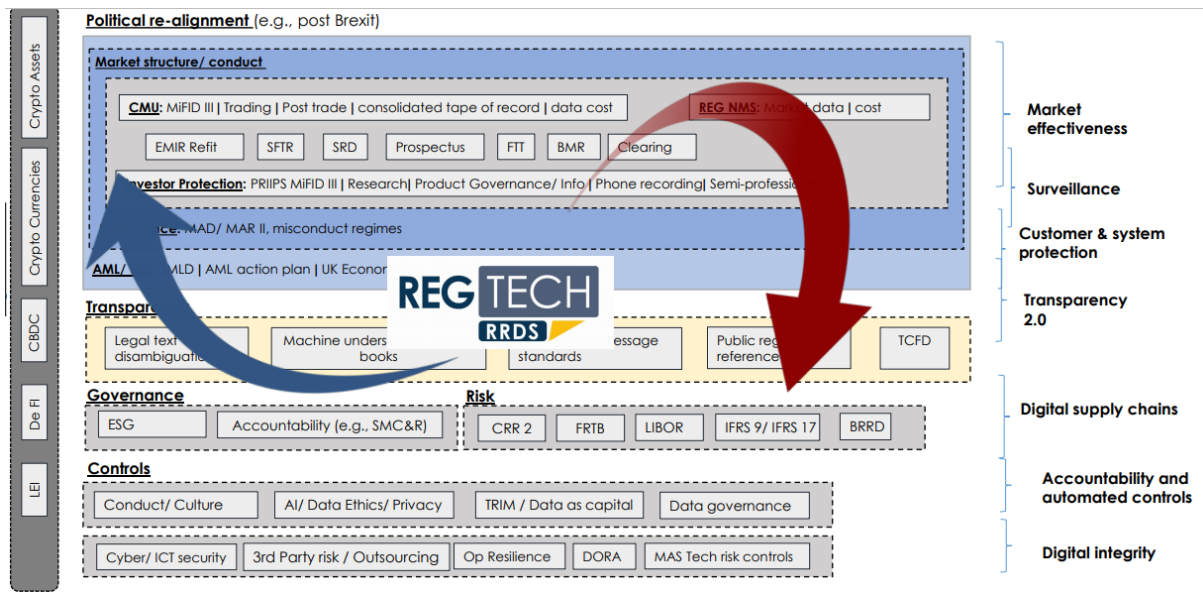 Political re-alignment (e.g., post Brexit)
Crypto Assets
Crypto Currencies
CBDC
De FI
LEI
Market structure/ conduct
CMU: MiFID III | Trading | Post trade | consolidated tape of record | data cost
REG NMS: Market data | cost
EMIR Refit
SFTR
SRD
Prospectus
FTT
BMR
Clearing
Investor Protection: PRIIPS MiFID III | Research| Product Governance/ Info | Phone recording| Semi-profession
MAD/ MAR II, misconduct regimes
AML/ AMLD | AML action plan | UK Econom
REGTECH
RRDS
Transpar
Legal text
disambiguation
Machine unders
books
message
standards
Public reg
reference
TCFD
Governance
ESG
Accountability (e.g., SMC&R)
Risk
CRR 2
FRTB
LIBOR
IFRS 9/ IFRS 17
BRRD
Controls
Conduct/ Culture
AI/ Data Ethics/ Privacy
TRIM / Data as capital
Data governance
Cyber/ ICT security
3rd Party risk / Outsourcing
Op Resilience
DORA
MAS Tech risk controls
Market
effectiveness
Surveillance
Customer & system
protection
Transparency
2.0
Digital supply chains
Accountability and
automated controls
Digital integrity